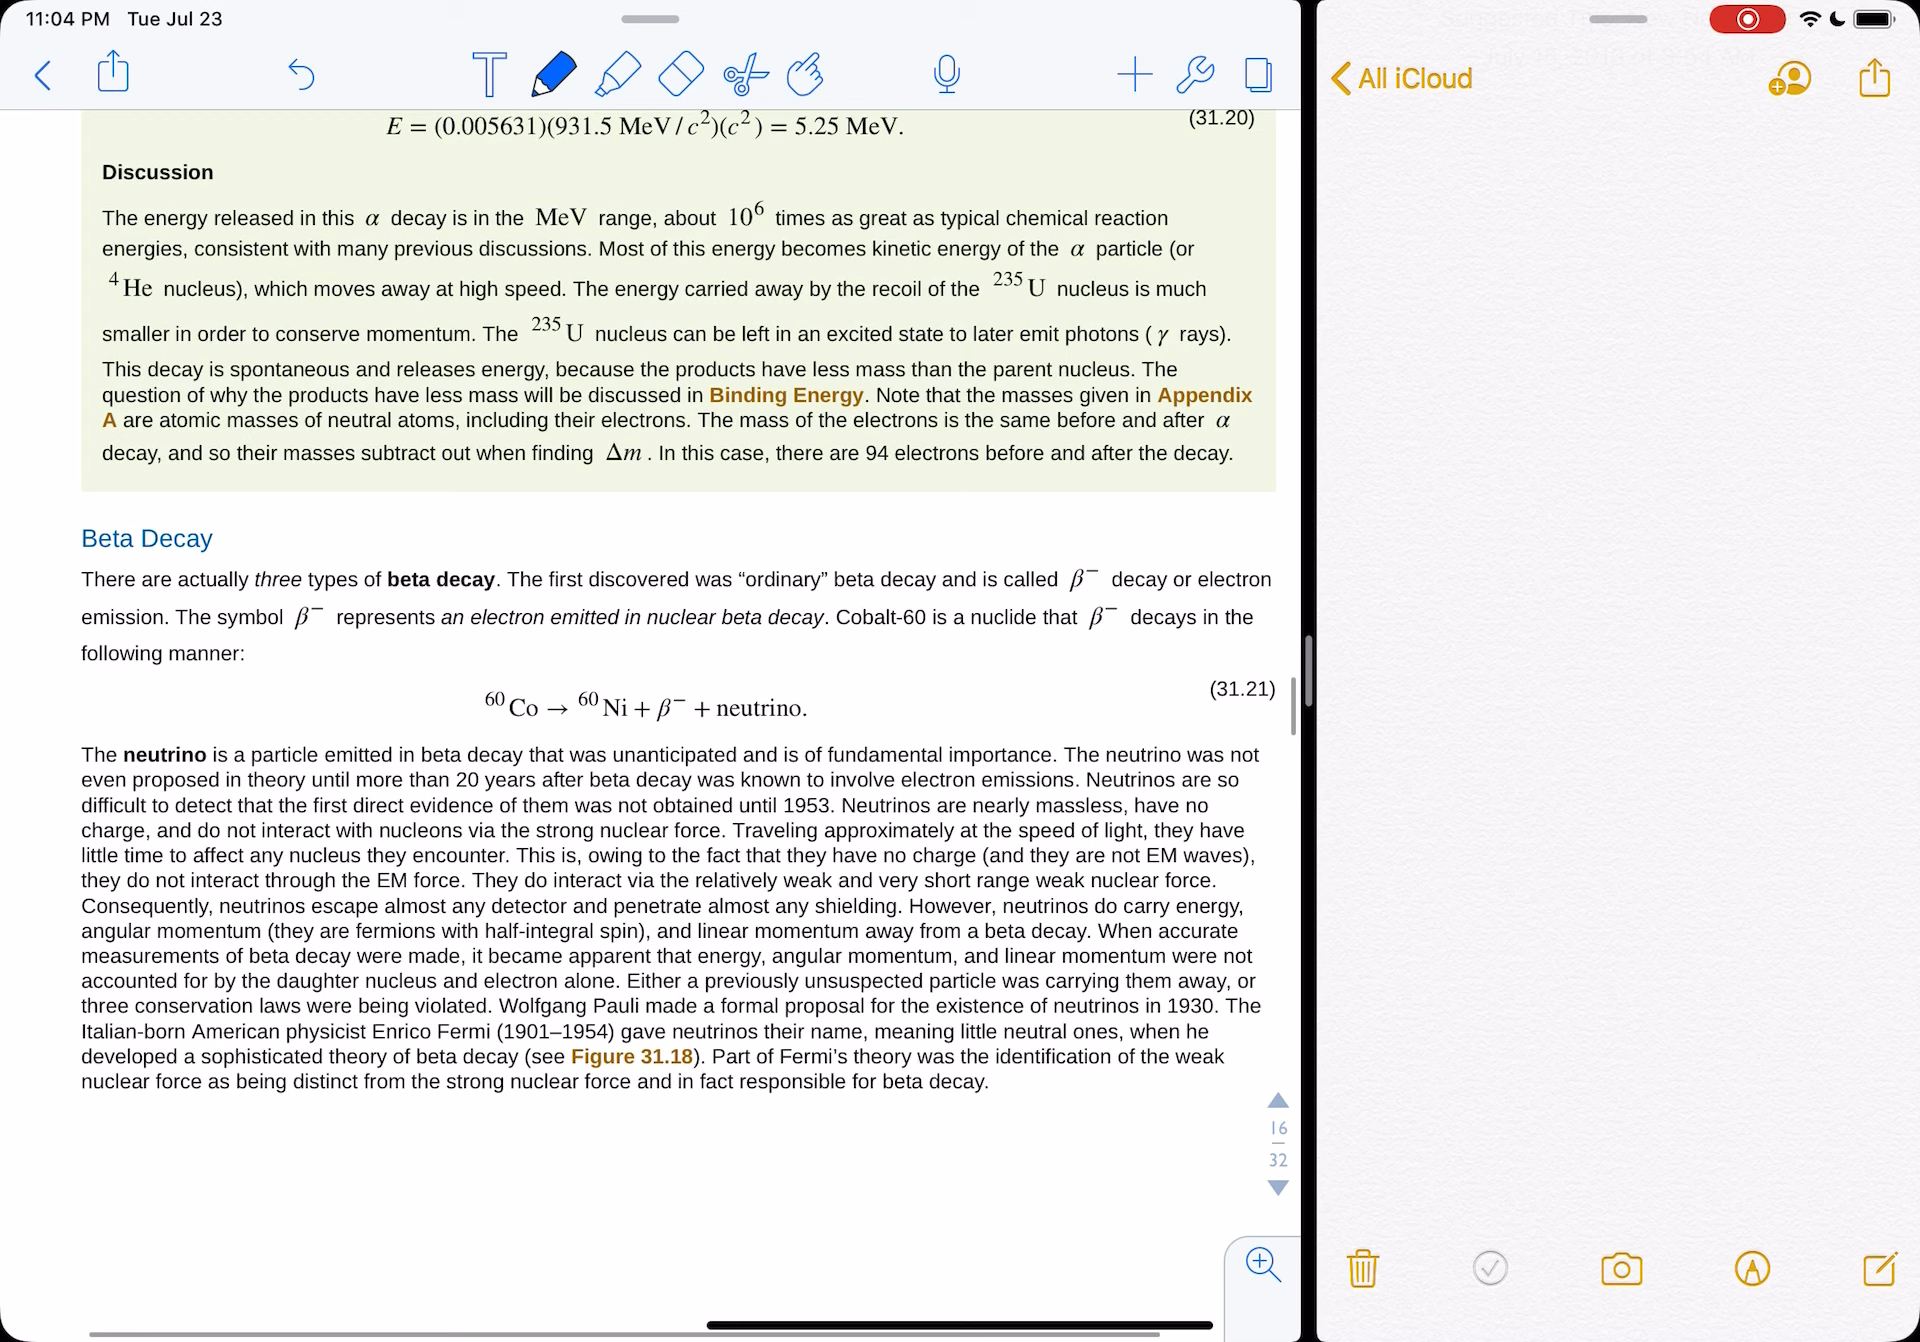 11:04 PM Tue Jul 23
All iCloud
E = (0.005631)(931.5 MeV / c²)(c²) = 5.25 MeV.
(31.20)
Discussion
The energy released in this α decay is in the MeV range, about 10⁶ times as great as typical chemical reaction
energies, consistent with many previous discussions. Most of this energy becomes kinetic energy of the α particle (or
⁴He nucleus), which moves away at high speed. The energy carried away by the recoil of the ²³⁵U nucleus is much
smaller in order to conserve momentum. The ²³⁵U nucleus can be left in an excited state to later emit photons ( γ rays).
This decay is spontaneous and releases energy, because the products have less mass than the parent nucleus. The
question of why the products have less mass will be discussed in Binding Energy. Note that the masses given in Appendix
A are atomic masses of neutral atoms, including their electrons. The mass of the electrons is the same before and after α
decay, and so their masses subtract out when finding Δm . In this case, there are 94 electrons before and after the decay.
Beta Decay
There are actually three types of beta decay. The first discovered was “ordinary” beta decay and is called β⁻ decay or electron
emission. The symbol β⁻ represents an electron emitted in nuclear beta decay. Cobalt-60 is a nuclide that β⁻ decays in the
following manner:
⁶⁰Co → ⁶⁰Ni + β⁻ + neutrino.
(31.21)
The neutrino is a particle emitted in beta decay that was unanticipated and is of fundamental importance. The neutrino was not
even proposed in theory until more than 20 years after beta decay was known to involve electron emissions. Neutrinos are so
difficult to detect that the first direct evidence of them was not obtained until 1953. Neutrinos are nearly massless, have no
charge, and do not interact with nucleons via the strong nuclear force. Traveling approximately at the speed of light, they have
little time to affect any nucleus they encounter. This is, owing to the fact that they have no charge (and they are not EM waves),
they do not interact through the EM force. They do interact via the relatively weak and very short range weak nuclear force.
Consequently, neutrinos escape almost any detector and penetrate almost any shielding. However, neutrinos do carry energy,
angular momentum (they are fermions with half-integral spin), and linear momentum away from a beta decay. When accurate
measurements of beta decay were made, it became apparent that energy, angular momentum, and linear momentum were not
accounted for by the daughter nucleus and electron alone. Either a previously unsuspected particle was carrying them away, or
three conservation laws were being violated. Wolfgang Pauli made a formal proposal for the existence of neutrinos in 1930. The
Italian-born American physicist Enrico Fermi (1901–1954) gave neutrinos their name, meaning little neutral ones, when he
developed a sophisticated theory of beta decay (see Figure 31.18). Part of Fermi’s theory was the identification of the weak
nuclear force as being distinct from the strong nuclear force and in fact responsible for beta decay.
16
32